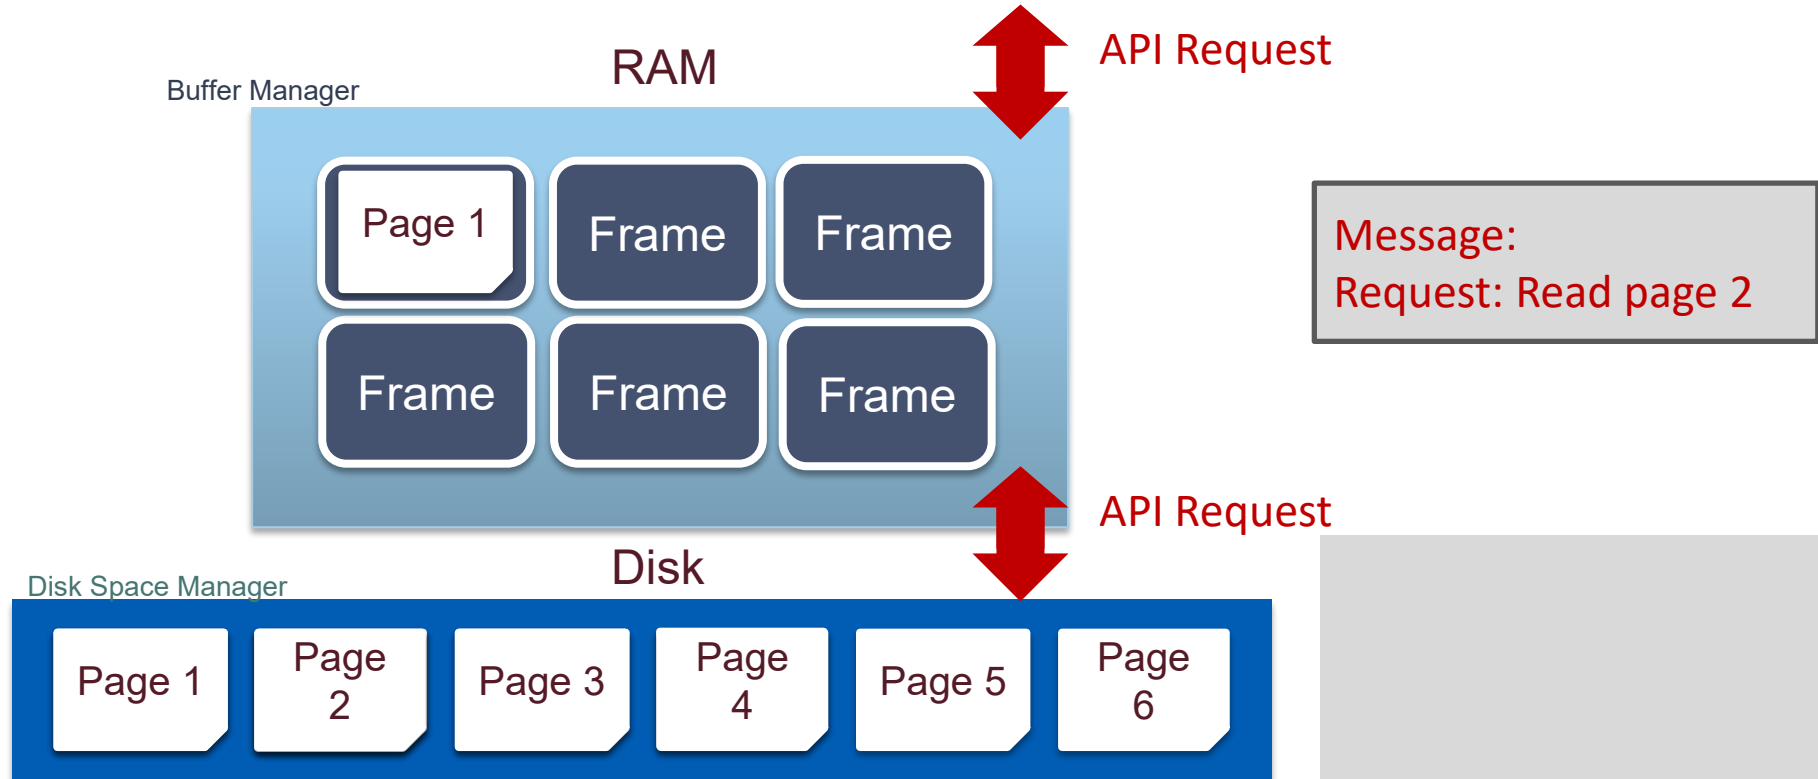 RAM
API Request
Buffer Manager
Page 1
Frame
Frame
Message:
Request: Read page 2
Frame
Frame
Frame
API Request
Disk
Disk Space Manager
Page 1
Page
2
Page 3
Page
4
Page 5
Page
6